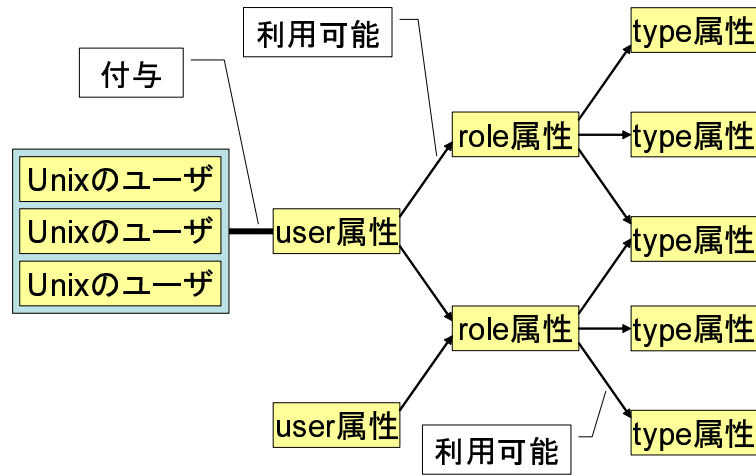 付与
利用可能
Unixのユーザ
Unixのユーザ
Unixのユーザ
user属性
user属性
role属性
role属性
type属性
type属性
type属性
type属性
type属性
利用可能